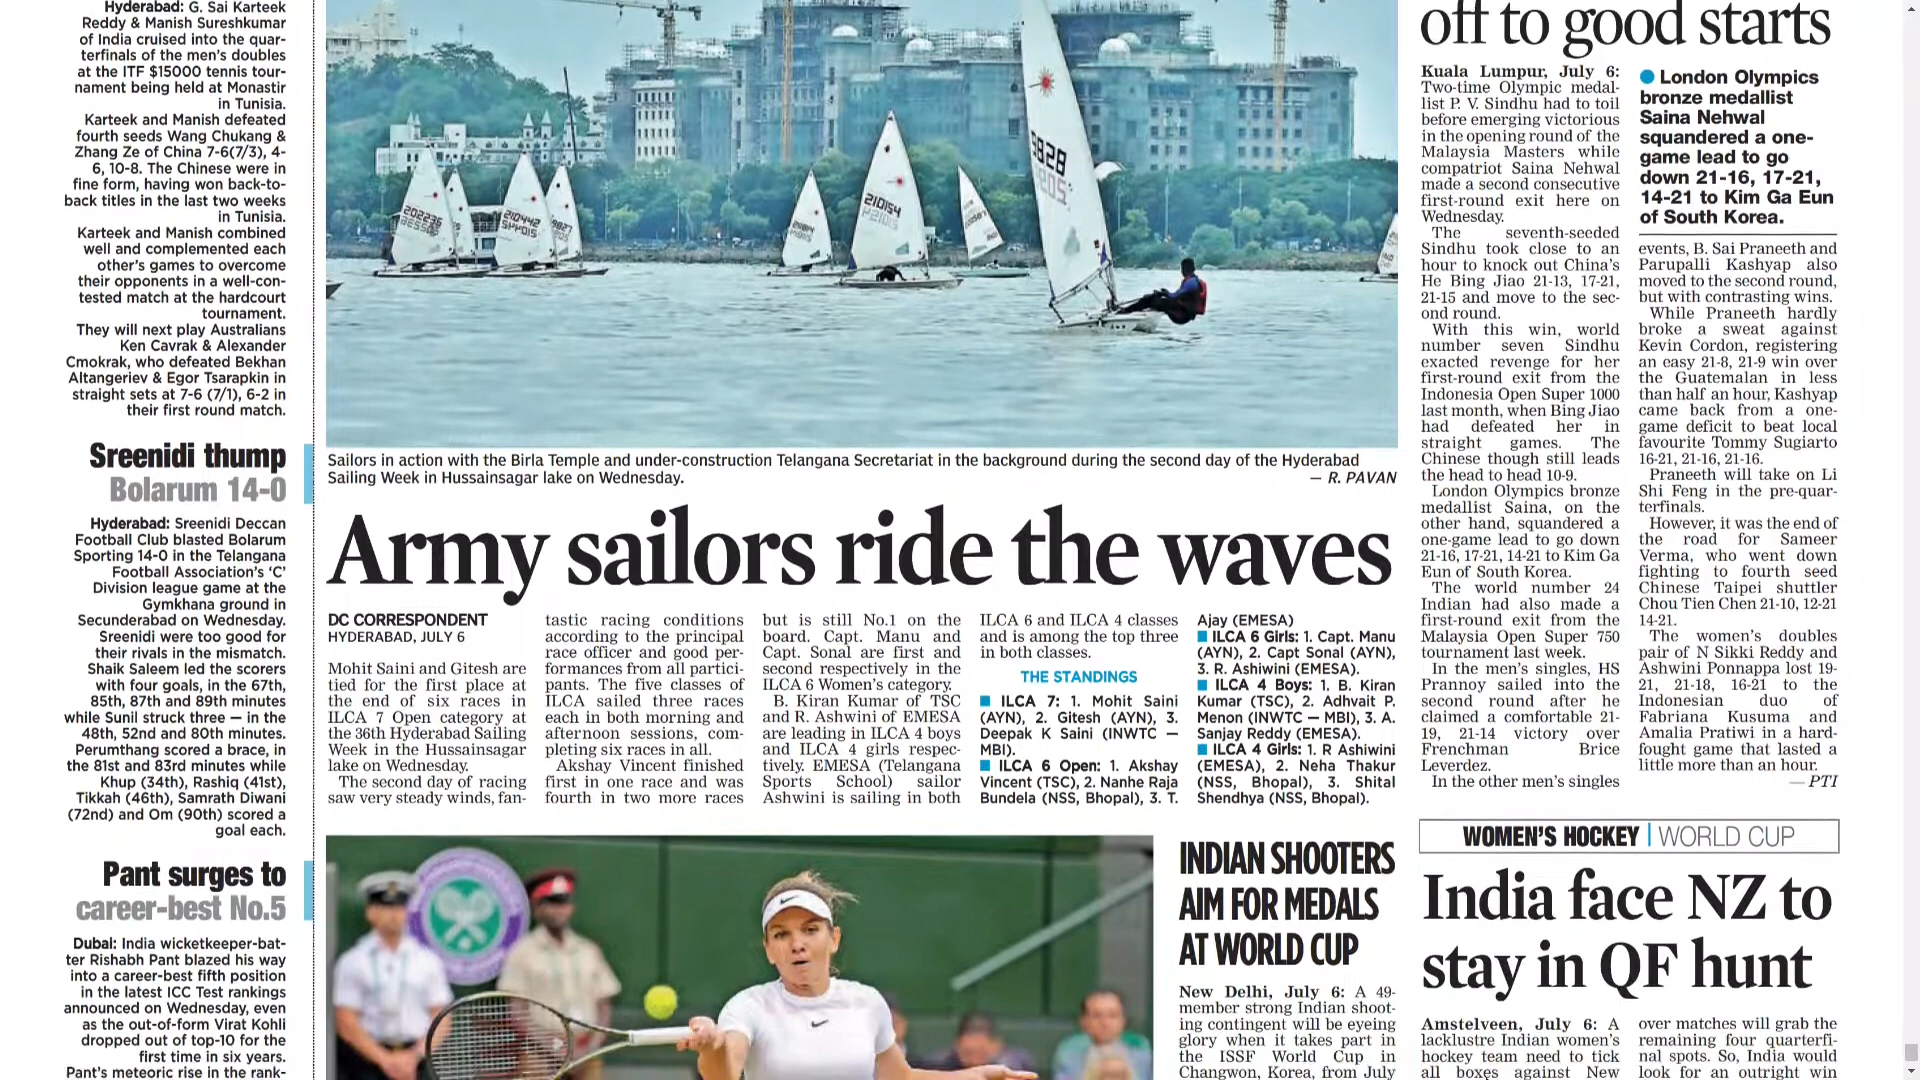 Hyderabad: G. Sai Karteek
Reddy & Manish Sureshkumar
of India cruised into the quar-
terfinals of the men's doubles
at the ITF $15000 tennis tour-
nament being held at Monastir
in Tunisia.
Karteek and Manish defeated
fourth seeds Wang Chukang &
Zhang Ze of China 7-6(7/3), 4-
6, 10-8. The Chinese were in
fine form, having won back-to-
back titles in the last two weeks
in Tunisia.
Karteek and Manish combined
well and complemented each
other's games to overcome
their opponents in a well-con-
tested match at the hardcourt
tournament.
They will next play Australians
Ken Cavrak & Alexander
Cmokrak, who defeated Bekhan
Altangeriev & Egor Tsarapkin in
straight sets at 7-6 (7/1), 6-2 in
their first round match.
Sreenidi thump
Bolarum 14-0
Hyderabad: Sreenidi Deccan
Football Club blasted Bolarum
Sporting 14-0 in the Telangana
Football Association's 'C'
Division league game at the
Gymkhana ground in
Secunderabad on Wednesday.
Sreenidi were too good for
their rivals in the mismatch.
Shaik Saleem led the scorers
with four goals, in the 67th,
85th, 87th and 89th minutes
while Sunil struck three — in the
48th, 52nd and 80th minutes.
Perumthang scored a brace, in
the 81st and 83rd minutes while
Khup (34th), Rashiq (41st),
Tikkah (46th), Samrath Diwani
(72nd) and Om (90th) scored a
goal each.
Pant surges to
career-best No.5
Dubai: India wicketkeeper-bat-
ter Rishabh Pant blazed his way
into a career-best fifth position
in the latest ICC Test rankings
announced on Wednesday, even
as the out-of-form Virat Kohli
dropped out of top-10 for the
first time in six years.
Pant's meteoric rise in the rank-
202236
210442
9827
210154
9828
Sailors in action with the Birla Temple and under-construction Telangana Secretariat in the background during the second day of the Hyderabad
Sailing Week in Hussainsagar lake on Wednesday.
— R. PAVAN
Army sailors ride the waves
DC CORRESPONDENT
HYDERABAD, JULY 6
Mohit Saini and Gitesh are
tied for the first place at
the end of six races in
ILCA 7 Open category at
the 36th Hyderabad Sailing
Week in the Hussainsagar
lake on Wednesday.
The second day of racing
saw very steady winds, fan-
tastic racing conditions
according to the principal
race officer and good per-
formances from all partici-
pants. The five classes of
ILCA sailed three races
each in both morning and
afternoon sessions, com-
pleting six races in all.
Akshay Vincent finished
first in one race and was
fourth in two more races
but is still No.1 on the
board. Capt. Manu and
Capt. Sonal are first and
second respectively in the
ILCA 6 Women's category.
B. Kiran Kumar of TSC
and R. Ashwini of EMESA
are leading in ILCA 4 boys
and ILCA 4 girls respec-
tively. EMESA (Telangana
Sports School) sailor
Ashwini is sailing in both
ILCA 6 and ILCA 4 classes
and is among the top three
in both classes.
THE STANDINGS
■ ILCA 7: 1. Mohit Saini
(AYN), 2. Gitesh (AYN), 3.
Deepak K Saini (INWTC —
MBI).
■ ILCA 6 Open: 1. Akshay
Vincent (TSC), 2. Nanhe Raja
Bundela (NSS, Bhopal), 3. T.
Ajay (EMESA)
■ ILCA 6 Girls: 1. Capt. Manu
(AYN), 2. Capt Sonal (AYN),
3. R. Ashiwini (EMESA).
■ ILCA 4 Boys: 1. B. Kiran
Kumar (TSC), 2. Adhvait P.
Menon (INWTC — MBI), 3. A.
Sanjay Reddy (EMESA).
■ ILCA 4 Girls: 1. R Ashiwini
(EMESA), 2. Neha Thakur
(NSS, Bhopal), 3. Shital
Shendhya (NSS, Bhopal).
INDIAN SHOOTERS
AIM FOR MEDALS
AT WORLD CUP
New Delhi, July 6: A 49-
member strong Indian shoot-
ing contingent will be eyeing
glory when it takes part in
the ISSF World Cup in
Changwon, Korea, from July
off to good starts
Kuala Lumpur, July 6:
Two-time Olympic medal-
list P. V. Sindhu had to toil
before emerging victorious
in the opening round of the
Malaysia Masters while
compatriot Saina Nehwal
made a second consecutive
first-round exit here on
Wednesday.
The seventh-seeded
Sindhu took close to an
hour to knock out China's
He Bing Jiao 21-13, 17-21,
21-15 and move to the sec-
ond round.
With this win, world
number seven Sindhu
exacted revenge for her
first-round exit from the
Indonesia Open Super 1000
last month, when Bing Jiao
had defeated her in
straight games. The
Chinese though still leads
the head to head 10-9.
London Olympics bronze
medallist Saina, on the
other hand, squandered a
one-game lead to go down
21-16, 17-21, 14-21 to Kim Ga
Eun of South Korea.
The world number 24
Indian had also made a
first-round exit from the
Malaysia Open Super 750
tournament last week.
In the men's singles, HS
Prannoy sailed into the
second round after he
claimed a comfortable 21-
19, 21-14 victory over
Frenchman Brice
Leverdez.
In the other men's singles
● London Olympics
bronze medallist
Saina Nehwal
squandered a one-
game lead to go
down 21-16, 17-21,
14-21 to Kim Ga Eun
of South Korea.
events, B. Sai Praneeth and
Parupalli Kashyap also
moved to the second round,
but with contrasting wins.
While Praneeth hardly
broke a sweat against
Kevin Cordon, registering
an easy 21-8, 21-9 win over
the Guatemalan in less
than half an hour, Kashyap
came back from a one-
game deficit to beat local
favourite Tommy Sugiarto
16-21, 21-16, 21-16.
Praneeth will take on Li
Shi Feng in the pre-quar-
terfinals.
However, it was the end of
the road for Sameer
Verma, who went down
fighting to fourth seed
Chinese Taipei shuttler
Chou Tien Chen 21-10, 12-21
14-21.
The women's doubles
pair of N Sikki Reddy and
Ashwini Ponnappa lost 19-
21, 21-18, 16-21 to the
Indonesian duo of
Fabriana Kusuma and
Amalia Pratiwi in a hard-
fought game that lasted a
little more than an hour.
— PTI
WOMEN'S HOCKEY | WORLD CUP
India face NZ to
stay in QF hunt
Amstelveen, July 6: A
lacklustre Indian women's
hockey team need to tick
all boxes against New
over matches will grab the
remaining four quarterfi-
nal spots. So, India would
look for an outright win